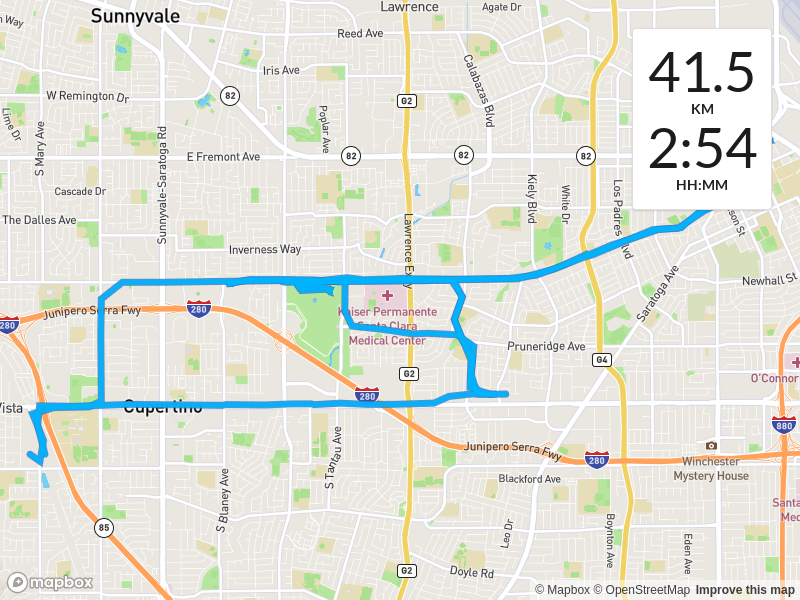 Sunnyvale
Lawrence
Agate Dr
Reed Ave
Iris Ave
Calabazas Blvd
W Remington Dr
82
G2
Lime Dr
S Mary Ave
Sunnyvale-Saratoga Rd
Poplar Ave
E Fremont Ave
82
82
82
41.5
KM
2:54
HH:MM
Cascade Dr
Kiely Blvd
White Dr
Los Padres Blvd
The Dalles Ave
Inverness Way
Lawrence Expy
Saratoga Ave
Newhall St
280
Junipero Serra Fwy
280
Kaiser Permanente
Santa Clara
Medical Center
Pruneridge Ave
G4
G2
O'Connor
280
Vista
Cupertino
880
S Tantau Ave
Junipero Serra Fwy
280
Winchester
Mystery House
S Blaney Ave
Blackford Ave
85
Leo Dr
Boynton Ave
Eden Ave
Santa
Med
G2
Doyle Rd
mapbox
© Mapbox © OpenStreetMap Improve this map